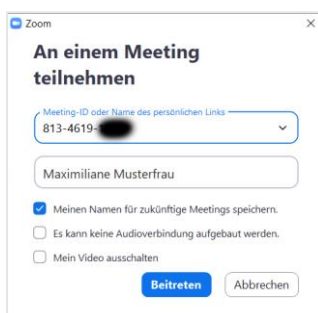 Zoom
An einem Meeting
teilnehmen
Meeting-ID oder Name des persönlichen Links
813-4619-
Maximiliane Musterfrau
Meinen Namen für zukünftige Meetings speichern.
Es kann keine Audioverbindung aufgebaut werden.
Mein Video ausschalten
Beitreten Abbrechen